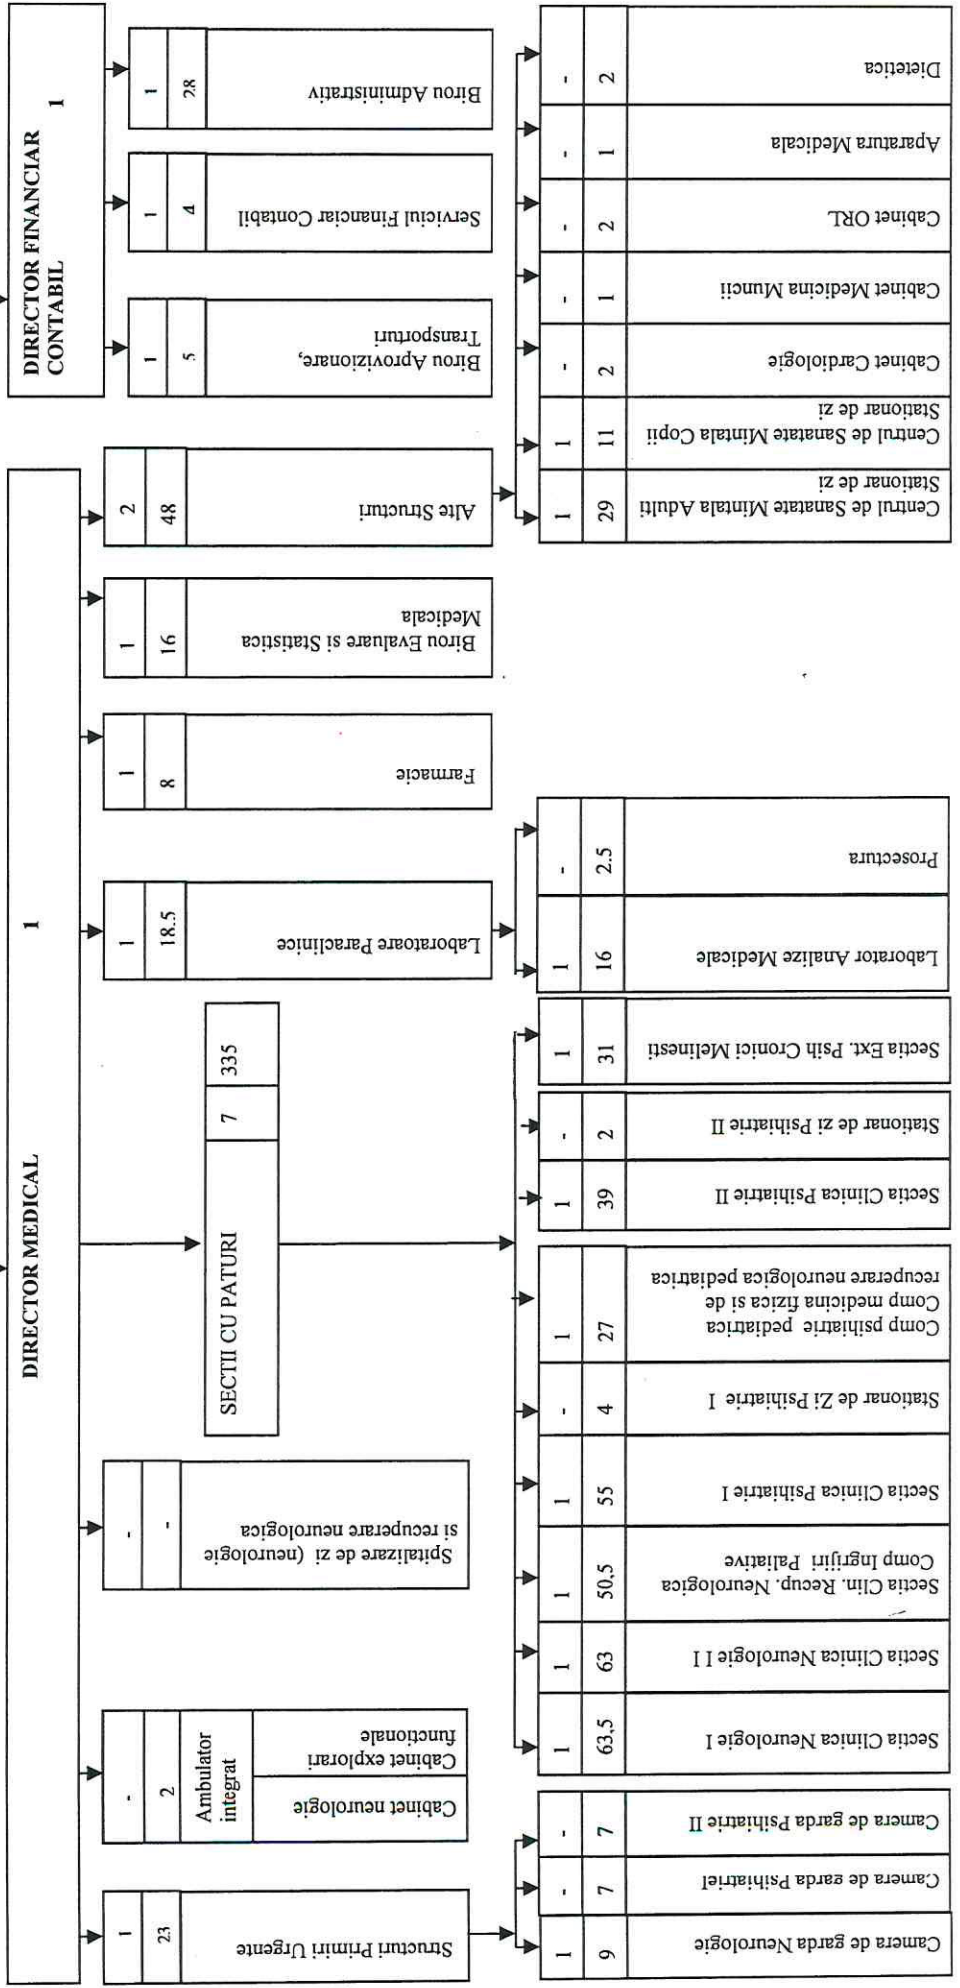 DIRECTOR MEDICAL 1
DIRECTOR FINANCIAR 1
CONTABIL
1
23
Structuri Primiri Urgente
-
2
Ambulator
integrat
Cabinet neurologie
Cabinet explorari
functionale
-
-
Spitalizare de zi (neurologie
si recuperare neurologica
SECTII CU PATURI 7 335
1
18.5
Laboratoare Paraclinice
1
8
Farmacie
1
16
Birou Evaluare si Statistica
Medicala
2
48
Alte Structuri
1
5
Birou Aprovizionare,
Transporturi
1
4
Serviciul Financiar Contabil
1
28
Birou Administrativ
1
9
Camera de garda Neurologie
-
7
Camera de garda PsihiatrieI
-
7
Camera de garda Psihiatrie II
1
63,5
Sectia Clinica Neurologie I
1
63
Sectia Clinica Neurologie I I
1
50,5
Sectia Clin. Recup. Neurologica
Comp Ingrijiri Paliative
1
55
Sectia Clinica Psihiatrie I
-
4
Stationar de Zi Psihiatrie I
1
27
Comp psihiatrie pediatrica
Comp medicina fizica si de
recuperare neurologica pediatrica
1
39
Sectia Clinica Psihiatrie II
-
2
Stationar de zi Psihiatrie II
1
31
Sectia Ext. Psih Cronici Melinesti
1
16
Laborator Analize Medicale
-
2.5
Prosectura
1
29
Centrul de Sanatate Mintala Adulti
Stationar de zi
1
11
Centrul de Sanatate Mintala Copii
Stationar de zi
-
2
Cabinet Cardiologie
-
1
Cabinet Medicina Muncii
-
2
Cabinet ORL
-
1
Aparatura Medicala
-
2
Dietetica